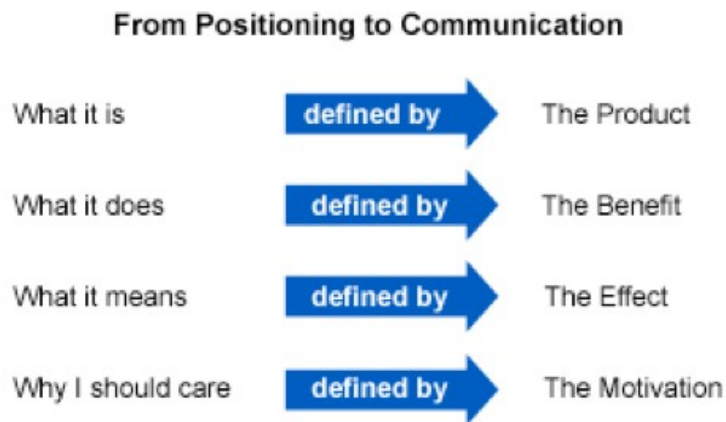 From Positioning to Communication
What it is defined by The Product
What it does defined by The Benefit
What it means defined by The Effect
Why I should care defined by The Motivation